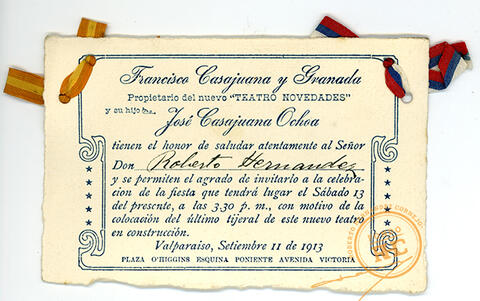 Francisco Casajuana y Granada
Propietario del nuevo "TEATRO NOVEDADES"
y su hijo
José Casajuana Ochoa
tienen el honor de saludar atentamente al Señor
Don Roberto Hernandez
y se permiten el agrado de invitarlo a la celebra-
cion de la fiesta que tendrá lugar el Sábado 13
del presente, a las 3.30 p. m., con motivo de la
colocación del último tijeral de este nuevo teatro
en construcción.
Valparaiso, Setiembre 11 de 1913
PLAZA O'HIGGINS ESQUINA PONIENTE AVENIDA VICTORIA